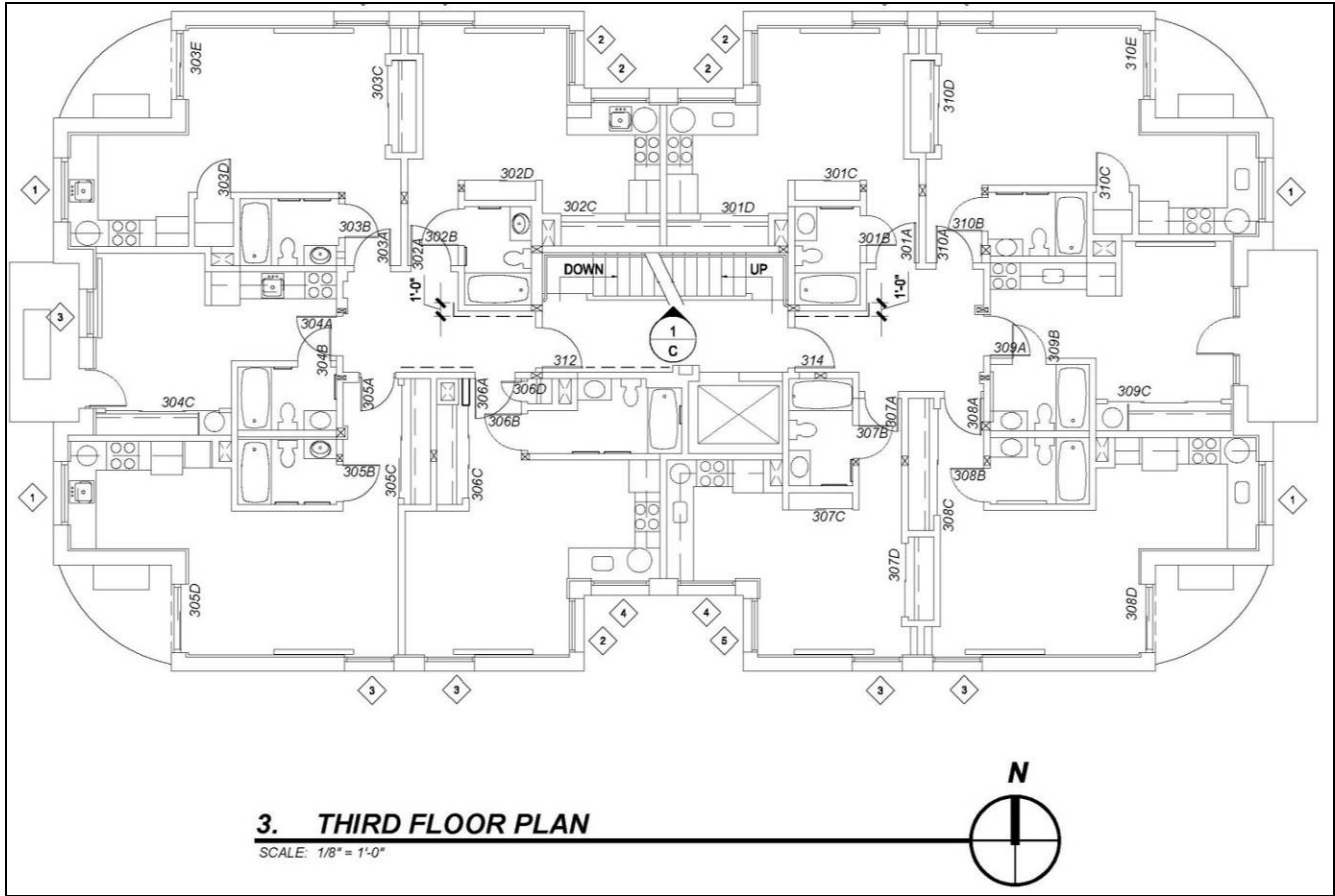 2
2
2
2
303E
303C
310D
310E
1
303D
302D
301C
310C
1
302C
301D
303B
303A
302A
302B
301B
301A
310A
310B
DOWN
UP
1'-0"
1'-0"
3
304A
304B
1
C
309A
309B
312
314
304C
305A
306A
306D
306B
307B
307A
308A
309C
1
305B
305C
306C
307C
308C
308B
1
305D
307D
308D
4
4
2
5
3
3
3
3
N
3. THIRD FLOOR PLAN
SCALE: 1/8" = 1'-0"